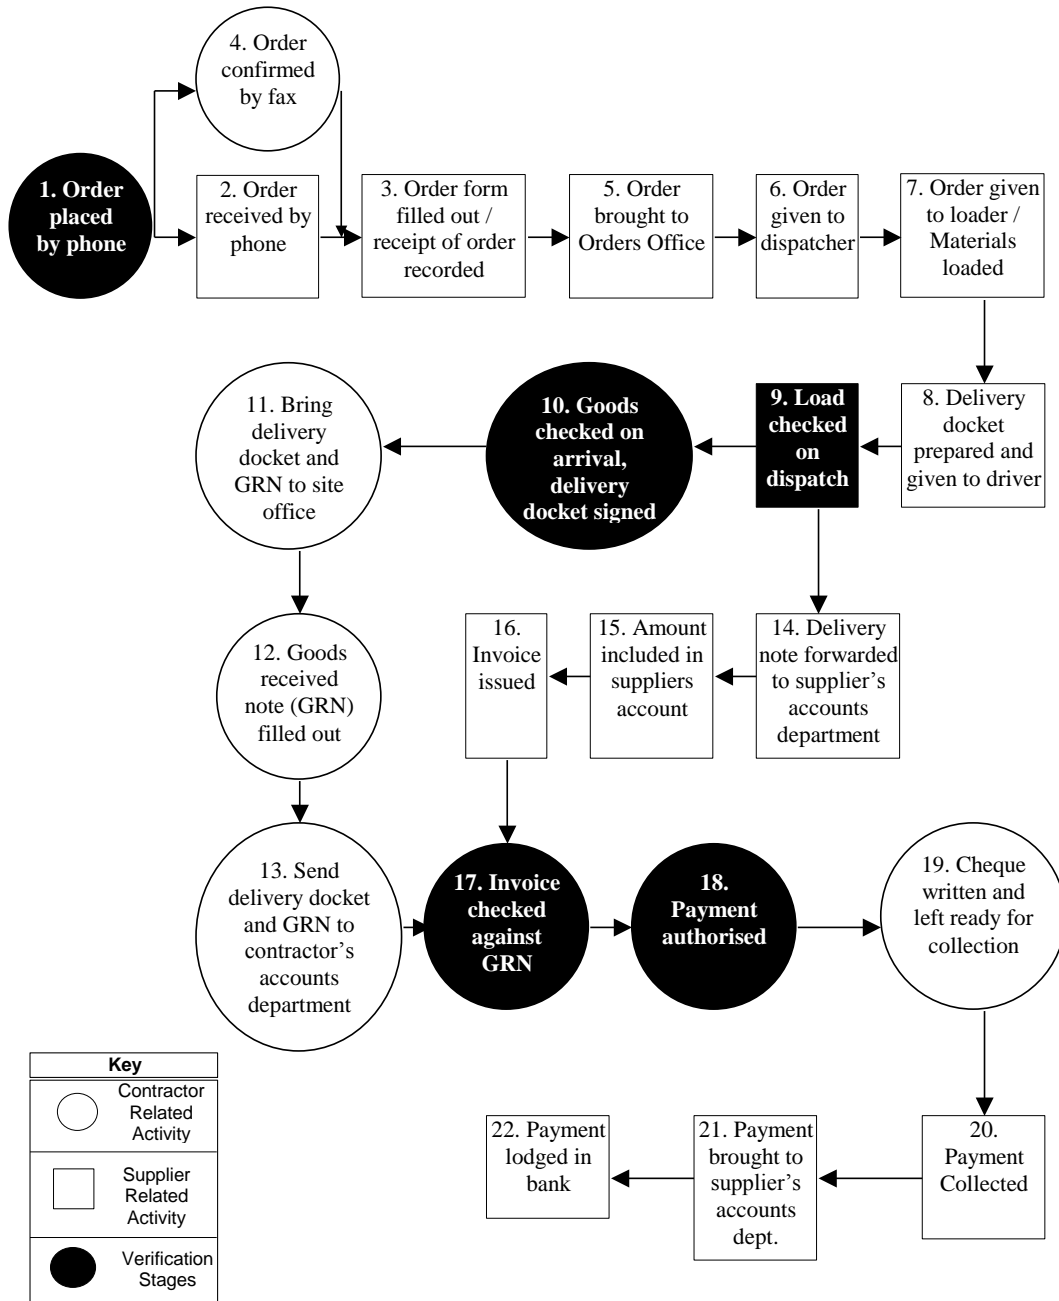 4. Order
confirmed
by fax
1. Order
placed
by phone
2. Order
received by
phone
3. Order form
filled out /
receipt of order
recorded
5. Order
brought to
Orders Office
6. Order
given to
dispatcher
7. Order given
to loader /
Materials
loaded
11. Bring
delivery
docket and
GRN to site
office
10. Goods
checked on
arrival,
delivery
docket signed
9. Load
checked
on
dispatch
8. Delivery
docket
prepared and
given to driver
12. Goods
received
note (GRN)
filled out
16.
Invoice
issued
15. Amount
included in
suppliers
account
14. Delivery
note forwarded
to supplier’s
accounts
department
13. Send
delivery docket
and GRN to
contractor’s
accounts
department
17. Invoice
checked
against
GRN
18.
Payment
authorised
19. Cheque
written and
left ready for
collection
22. Payment
lodged in
bank
21. Payment
brought to
supplier’s
accounts
dept.
20.
Payment
Collected
Key
Contractor
Related
Activity
Supplier
Related
Activity
Verification
Stages